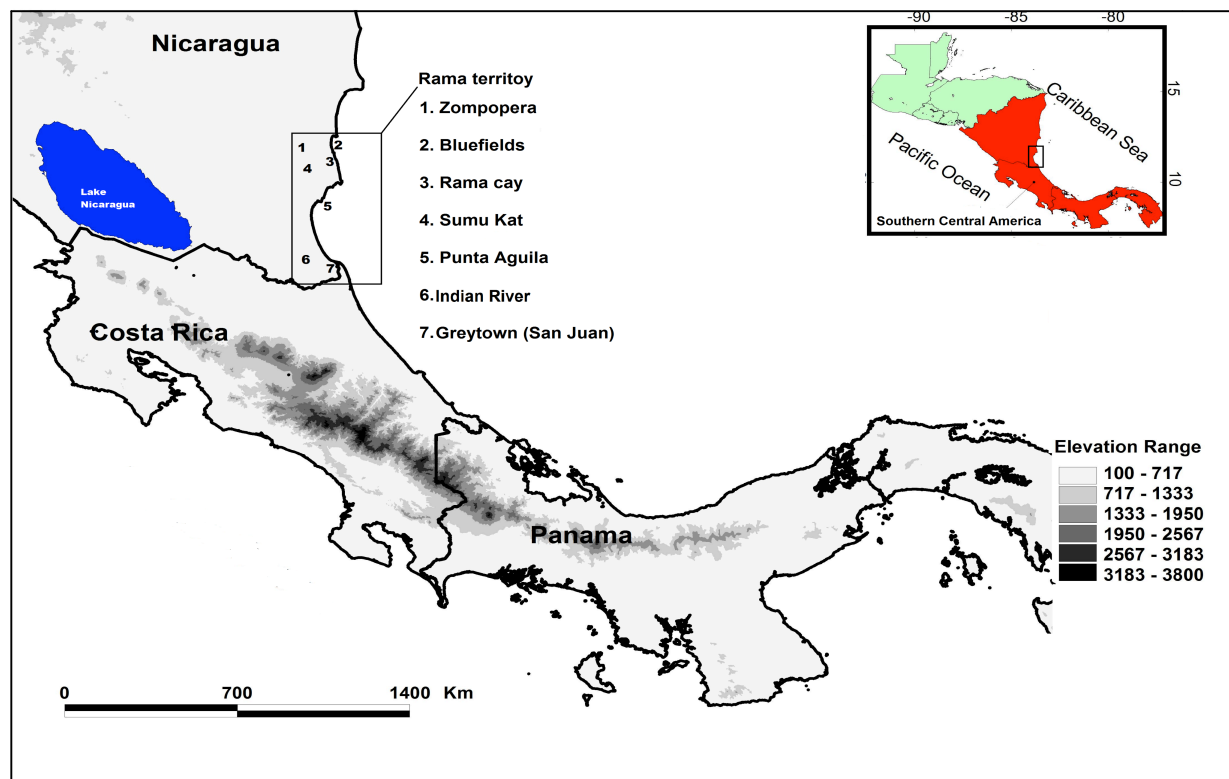 Nicaragua
Lake
Nicaragua
Rama territoy
1. Zompopera
2. Bluefields
3. Rama cay
4. Sumu Kat
5. Punta Aguila
6. Indian River
7. Greytown (San Juan)
1
2
3
4
5
6
7
-90
-85
-80
15
10
Caribbean Sea
Pacific Ocean
Southern Central America
Costa Rica
Panama
Elevation Range
100 - 717
717 - 1333
1333 - 1950
1950 - 2567
2567 - 3183
3183 - 3800
0 700 1400 Km